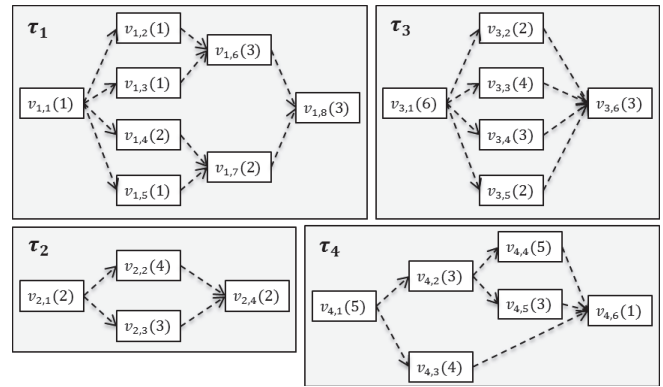 τ1
v1,1(1)
v1,2(1)
v1,3(1)
v1,4(2)
v1,5(1)
v1,6(3)
v1,7(2)
v1,8(3)
τ3
v3,1(6)
v3,2(2)
v3,3(4)
v3,4(3)
v3,5(2)
v3,6(3)
τ2
v2,1(2)
v2,2(4)
v2,3(3)
v2,4(2)
τ4
v4,1(5)
v4,2(3)
v4,3(4)
v4,4(5)
v4,5(3)
v4,6(1)